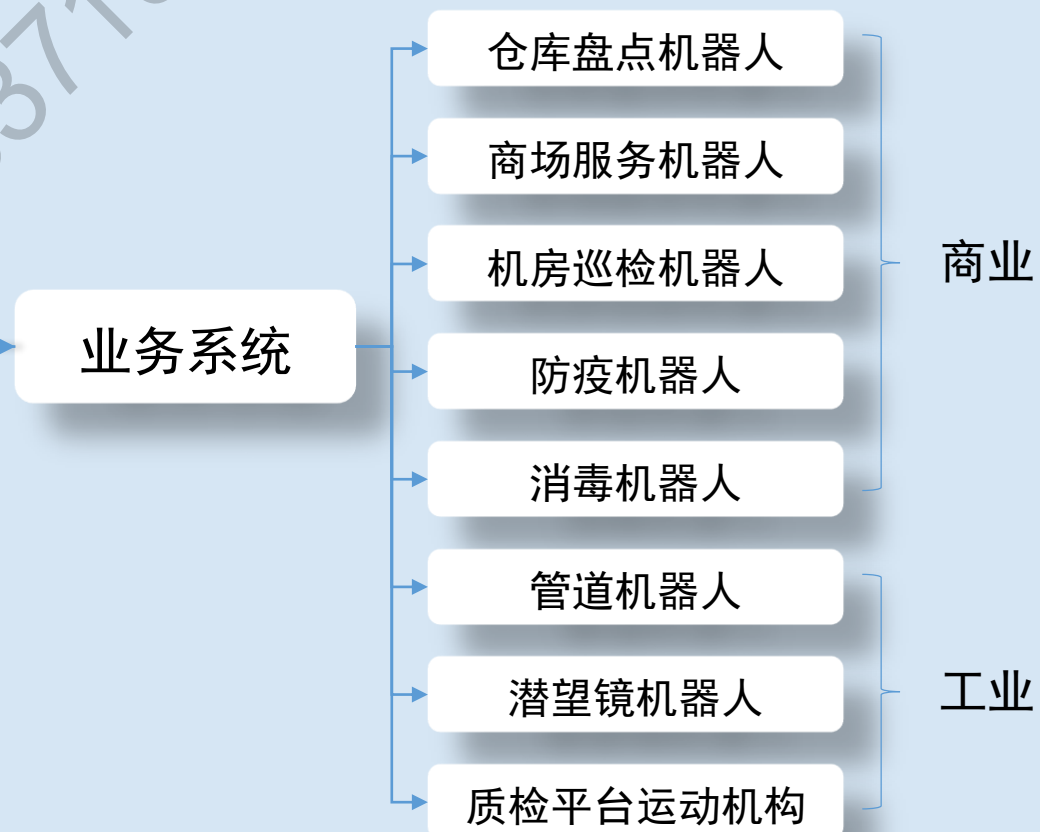 仓库盘点机器人
商场服务机器人
机房巡检机器人
商业
业务系统
防疫机器人
消毒机器人
管道机器人
潜望镜机器人
工业
质检平台运动机构